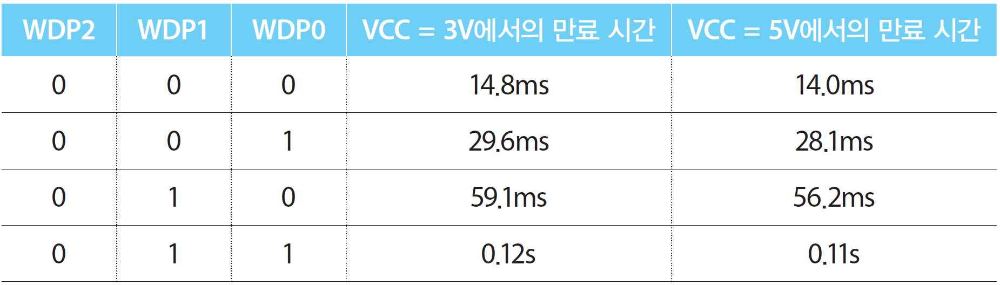 WDP2 WDP1 WDP0 VCC = 3V에서의 만료 시간 VCC = 5V에서의 만료 시간
0 0 0 14.8ms 14.0ms
0 0 1 29.6ms 28.1ms
0 1 0 59.1ms 56.2ms
0 1 1 0.12s 0.11s